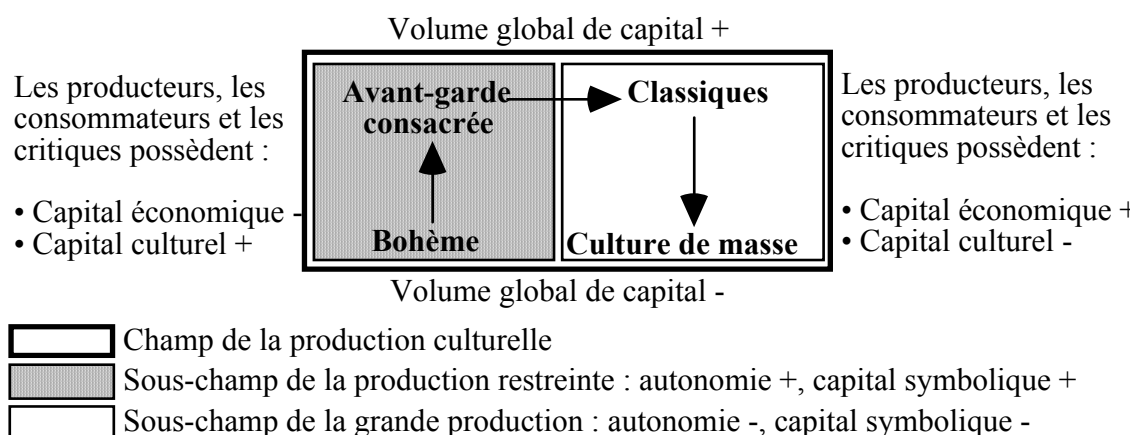 Volume global de capital +
Les producteurs, les
consommateurs et les
critiques possèdent :
• Capital économique -
• Capital culturel +
Avant-garde
consacrée
Bohème
Classiques
Culture de masse
Les producteurs, les
consommateurs et les
critiques possèdent :
• Capital économique +
• Capital culturel -
Volume global de capital -
Champ de la production culturelle
Sous-champ de la production restreinte : autonomie +, capital symbolique +
Sous-champ de la grande production : autonomie -, capital symbolique -